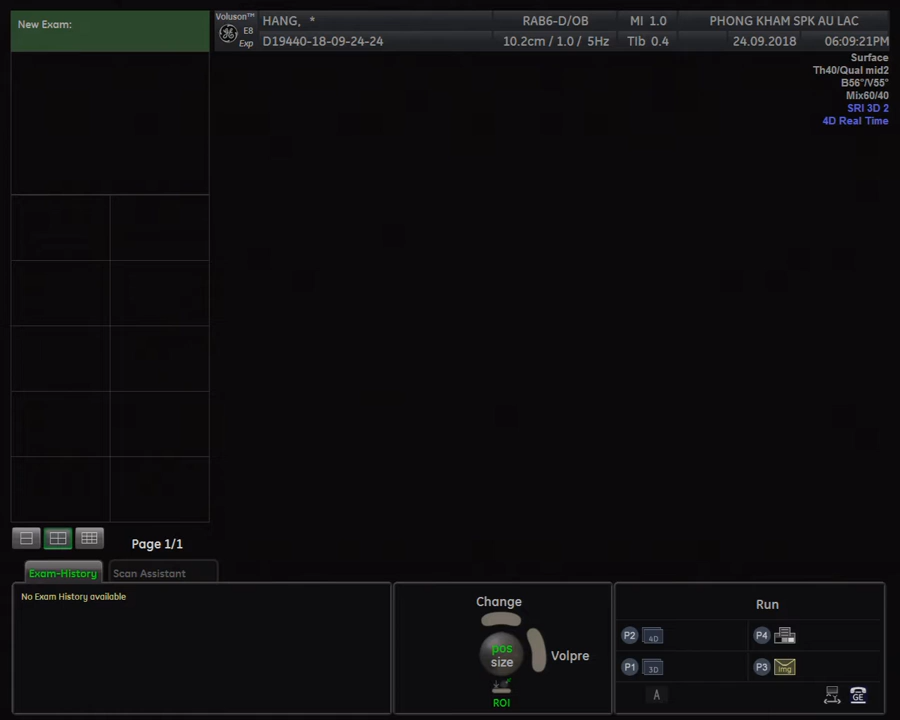 New Exam:
Voluson™
E8
Exp
HANG, *
RAB6-D/OB
MI 1.0
PHONG KHAM SPK AU LAC
D19440-18-09-24-24
10.2cm / 1.0 / 5Hz
TIb 0.4
24.09.2018
06:09:21PM
Surface
Th40/Qual mid2
B56°/V55°
Mix60/40
SRI 3D 2
4D Real Time
Page 1/1
Exam-History
Scan Assistant
No Exam History available
Change
pos
size
Volpre
ROI
Run
P2
4D
P4
P1
3D
P3
img
A
GE